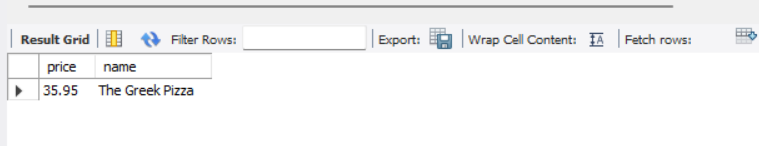 Result Grid Filter Rows: Export: Wrap Cell Content: Fetch rows:
price name
35.95 The Greek Pizza